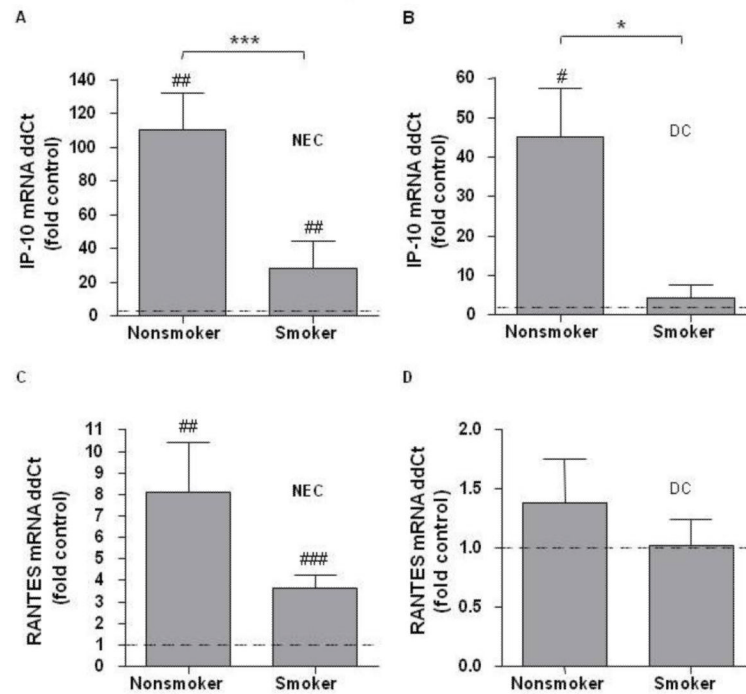 A
***
IP-10 mRNA ddCt
(fold control)
140
120
100
80
60
40
20
0
##
NEC
##
Nonsmoker Smoker
B
*
IP-10 mRNA ddCt
(fold control)
60
50
40
30
20
10
0
#
DC
Nonsmoker Smoker
C
RANTES mRNA ddCt
(fold control)
11
10
9
8
7
6
5
4
3
2
1
0
##
NEC
###
Nonsmoker Smoker
D
RANTES mRNA ddCt
(fold control)
2.0
1.5
1.0
0.5
0.0
DC
Nonsmoker Smoker